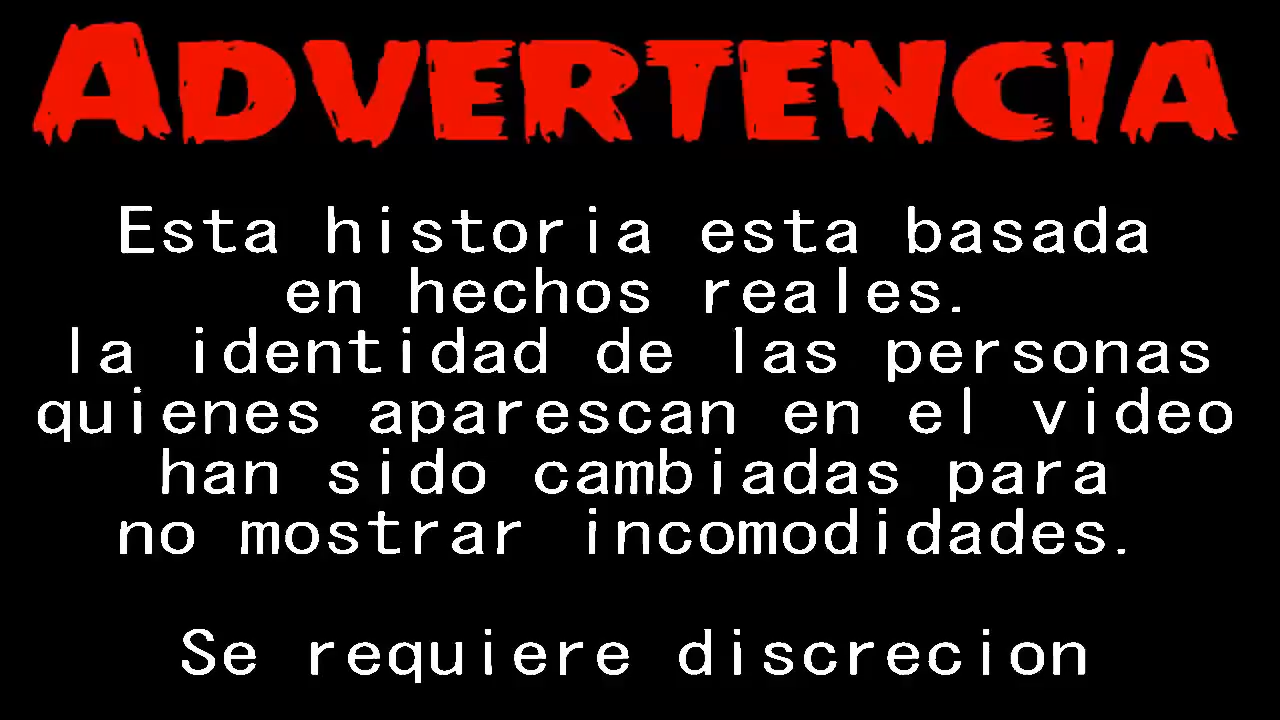 ADVERTENCIA
Esta historia esta basada
en hechos reales.
la identidad de las personas
quienes aparescan en el video
han sido cambiadas para
no mostrar incomodidades.
Se requiere discrecion